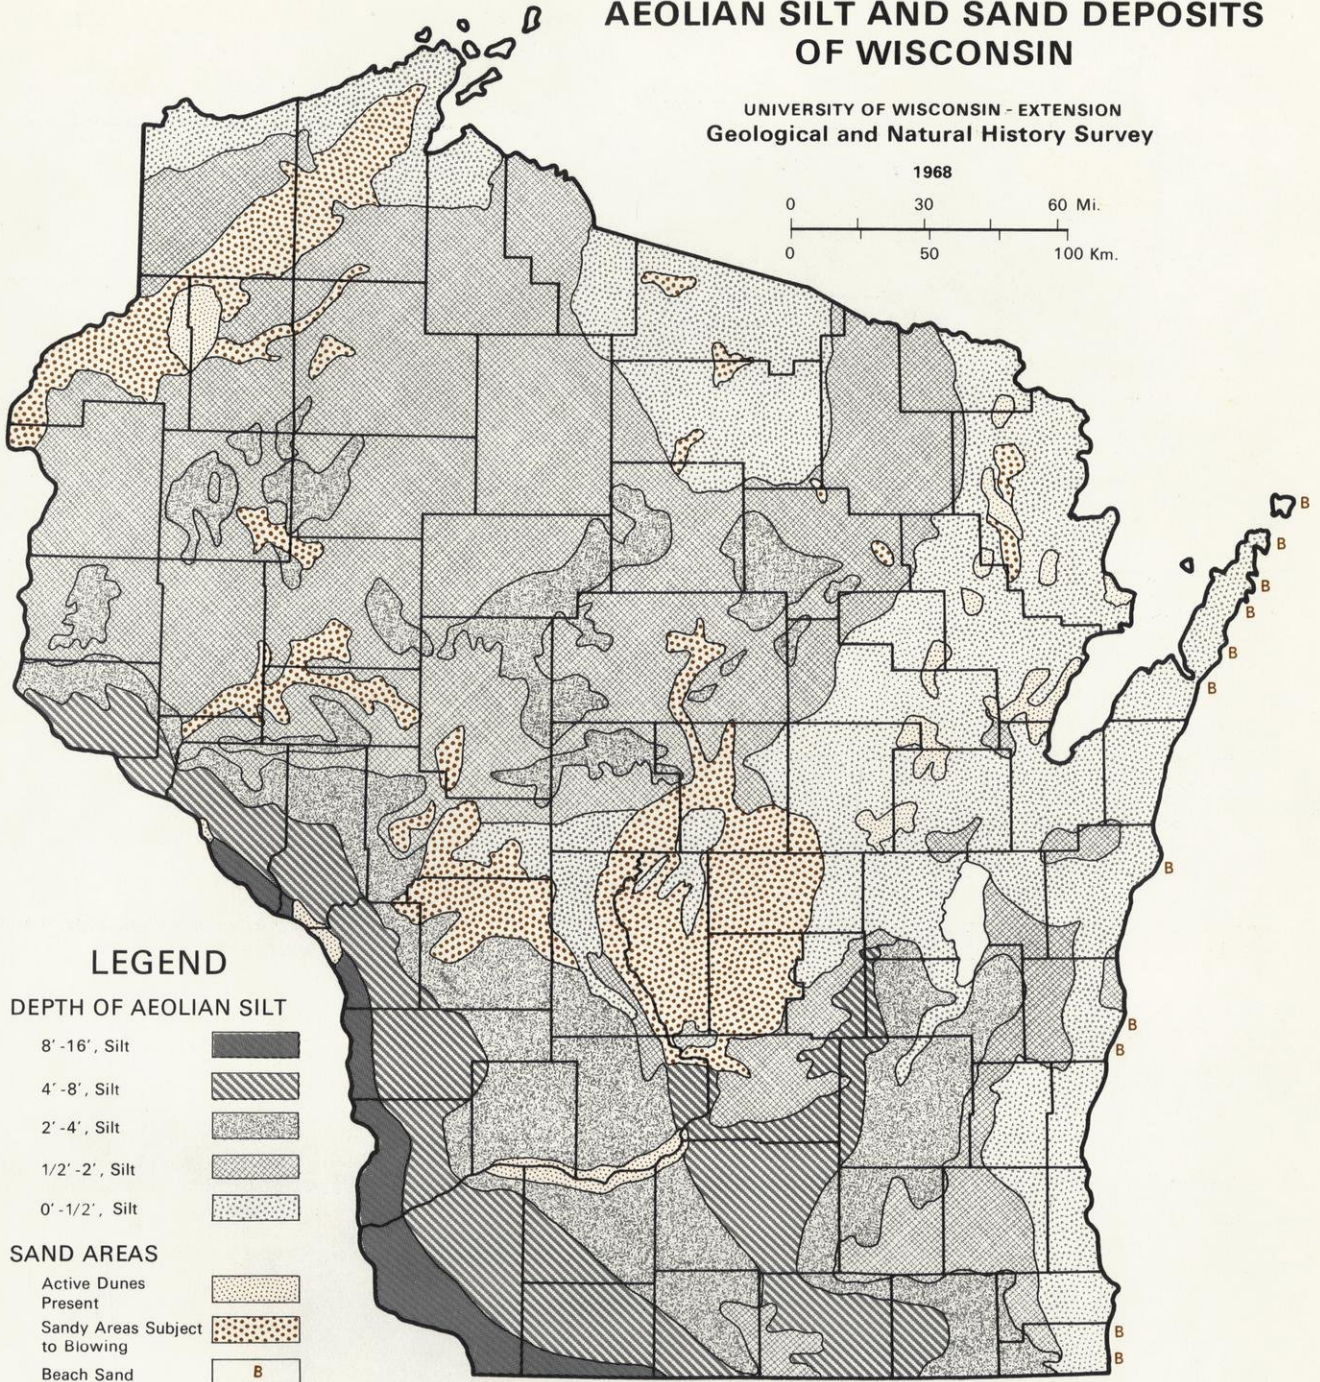 AEOLIAN SILT AND SAND DEPOSITS
OF WISCONSIN
UNIVERSITY OF WISCONSIN - EXTENSION
Geological and Natural History Survey
1968
0 30 60 Mi.
0 50 100 Km.
B
B
B
B
B
B
B
B
B
B
B
LEGEND
DEPTH OF AEOLIAN SILT
8'-16', Silt
4'-8', Silt
2'-4', Silt
1/2'-2', Silt
0'-1/2', Silt
SAND AREAS
Active Dunes
Present
Sandy Areas Subject
to Blowing
Beach Sand B